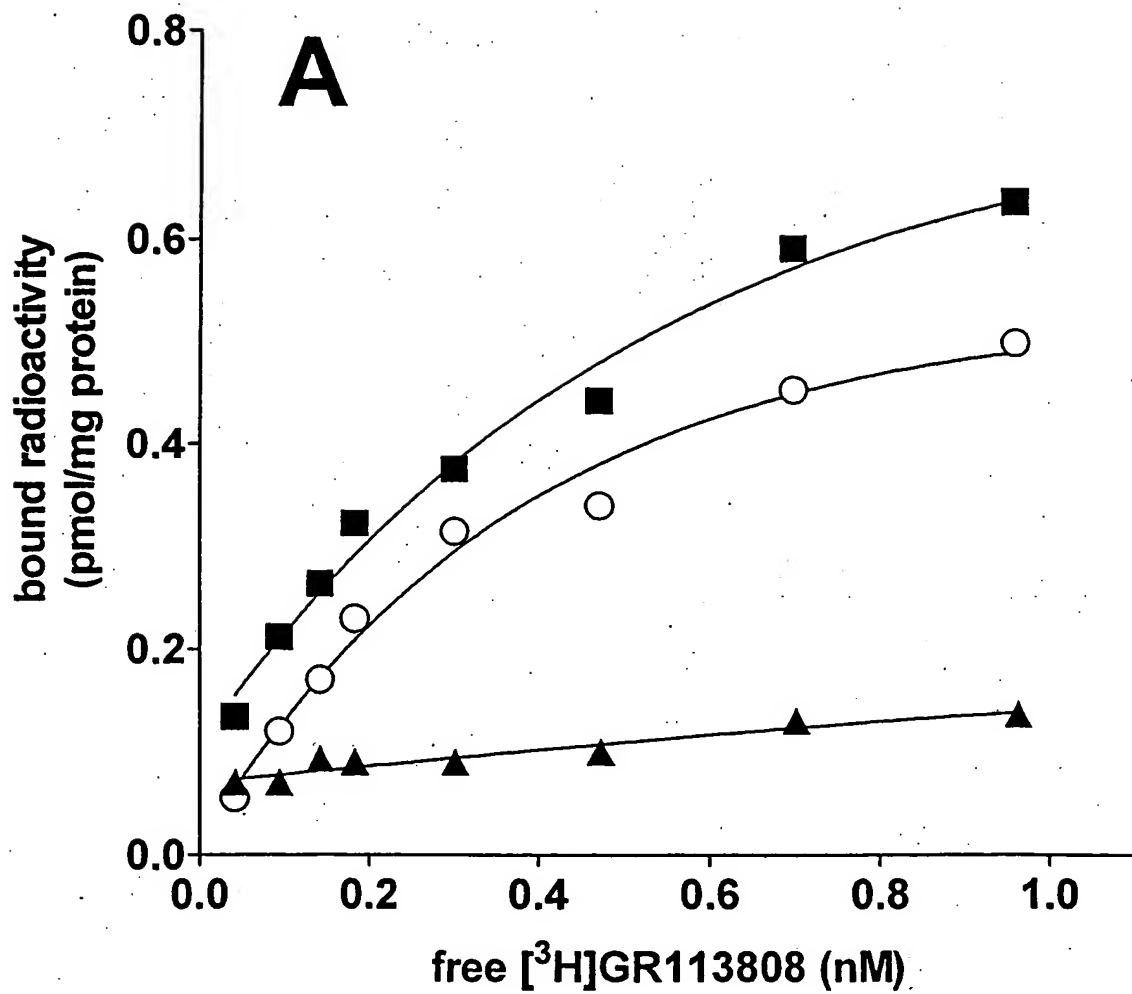 A
0.8
0.6
0.4
0.2
0.0
bound radioactivity
(pmol/mg protein)
0.0 0.2 0.4 0.6 0.8 1.0
free [³H]GR113808 (nM)